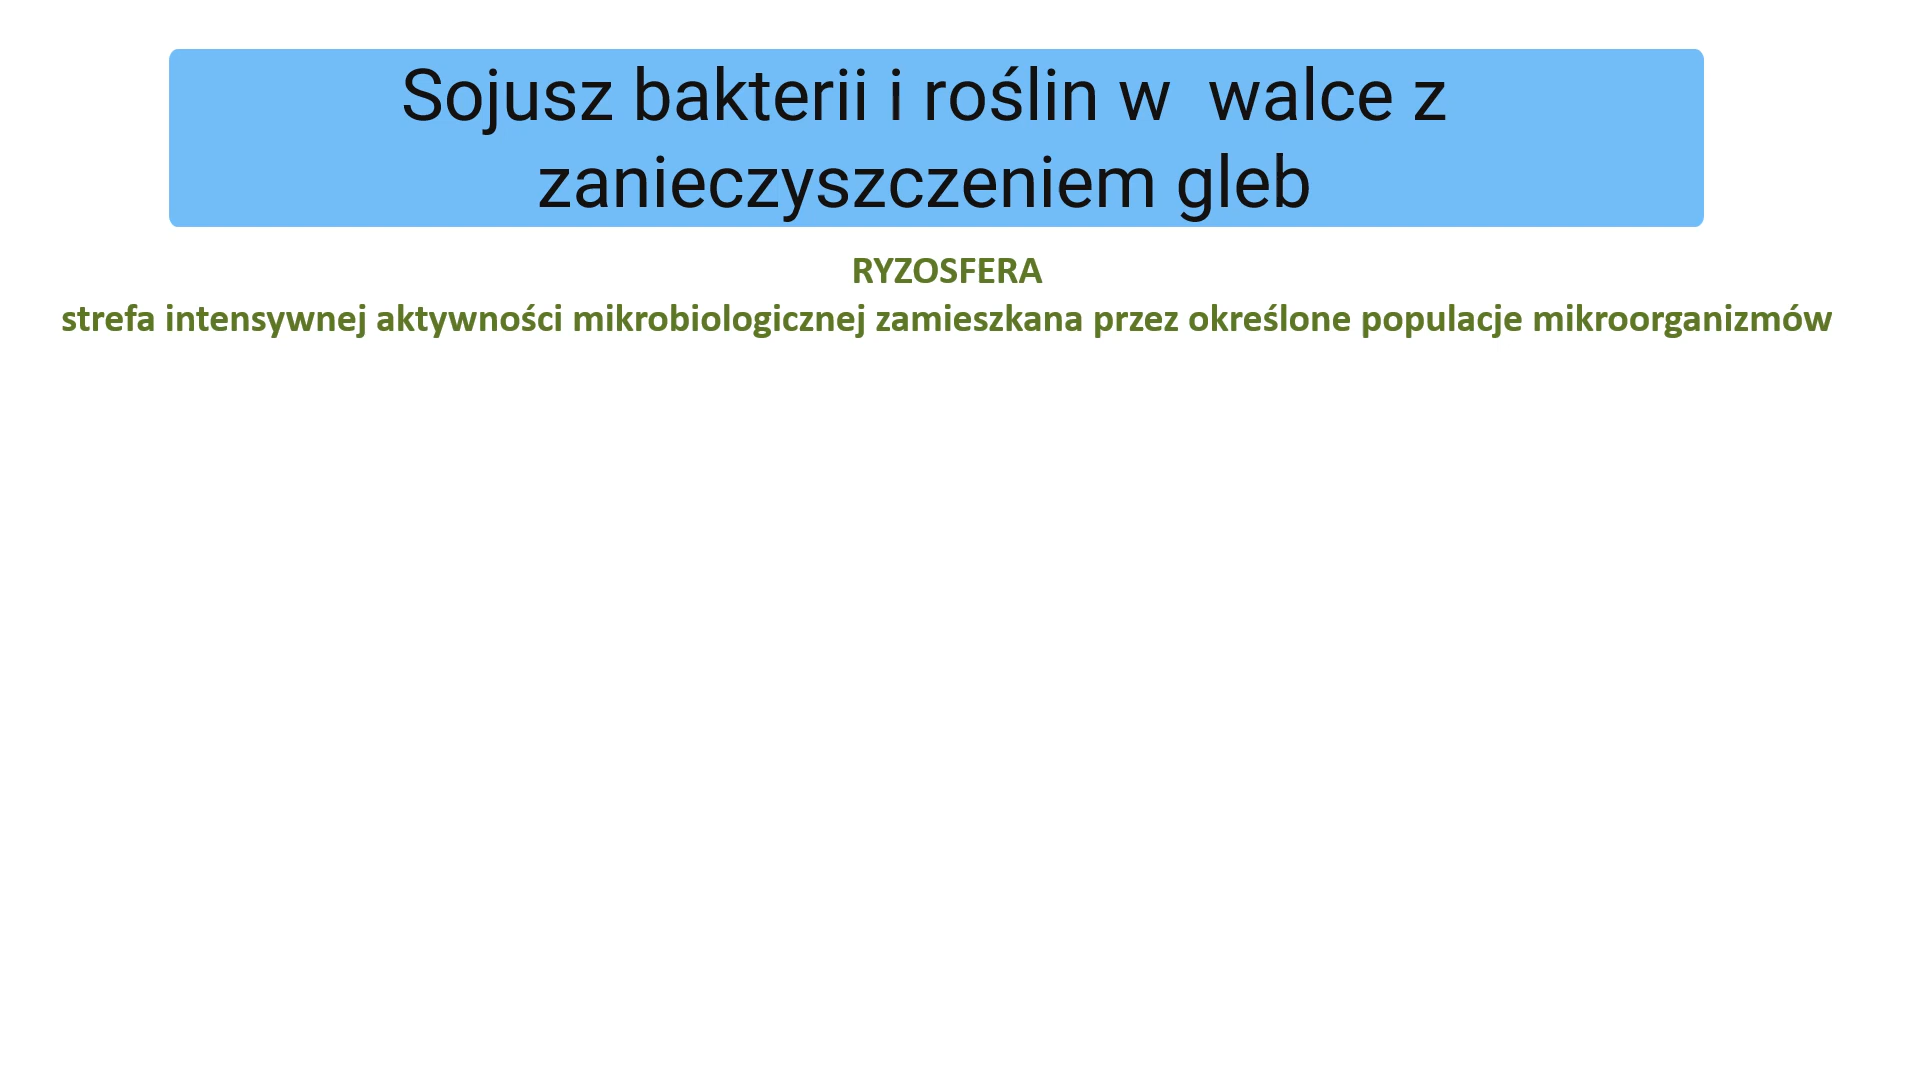 Sojusz bakterii i roślin w  walce z
zanieczyszczeniem gleb
RYZOSFERA
strefa intensywnej aktywności mikrobiologicznej zamieszkana przez określone populacje mikroorganizmów